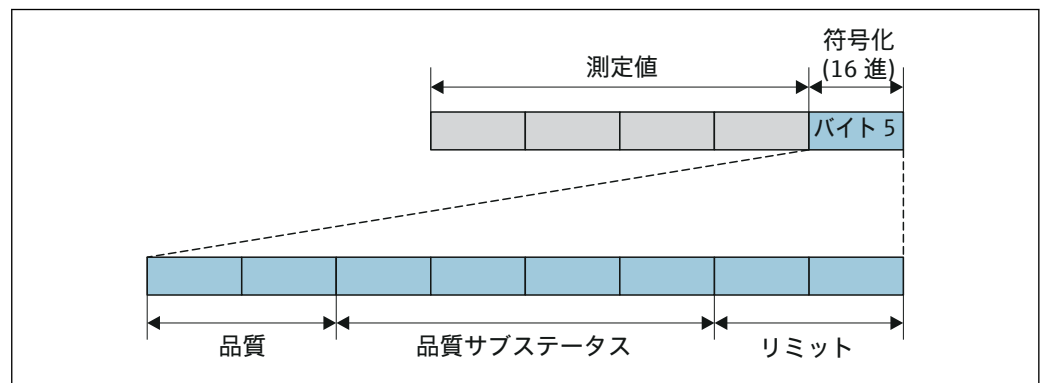 符号化
(16 進)
測定値
バイト 5
品質
品質サブステータス
リミット